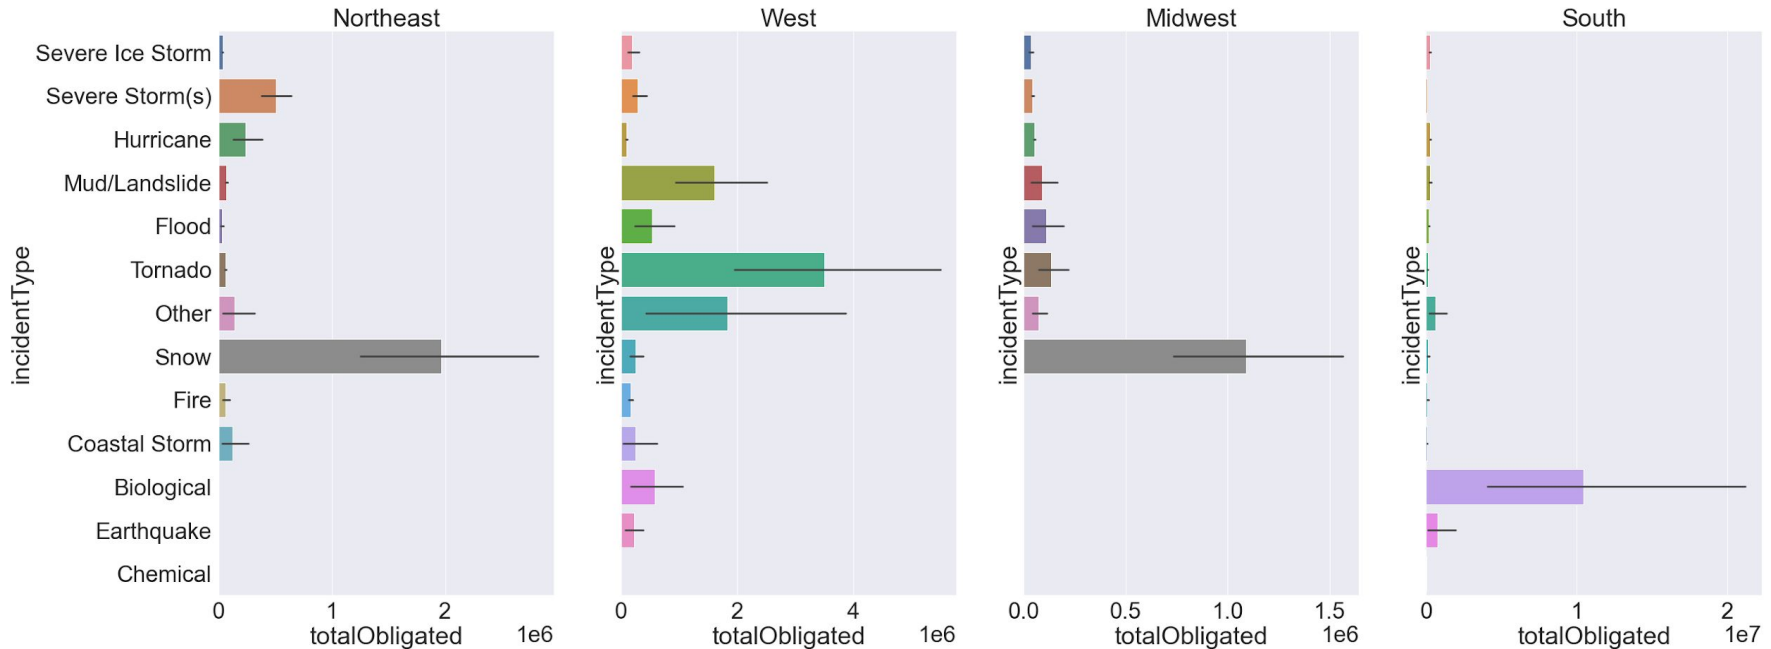 Northeast West Midwest South
Severe Ice Storm
Severe Storm(s)
Hurricane
Mud/Landslide
Flood
Tornado
Other
Snow
Fire
Coastal Storm
Biological
Earthquake
Chemical
incidentType incidentType incidentType incidentType
0 1 2 0 2 4 0.0 0.5 1.0 1.5 0 1 2
totalObligated 1e6 totalObligated 1e6 totalObligated 1e6 totalObligated 1e7